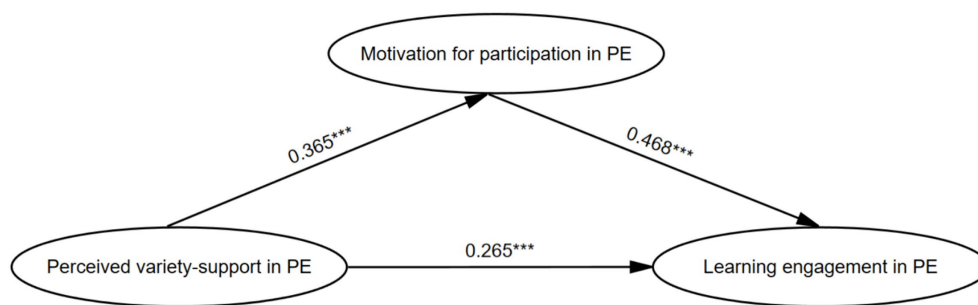 Motivation for participation in PE
0.365***
0.468***
0.265***
Perceived variety-support in PE
Learning engagement in PE